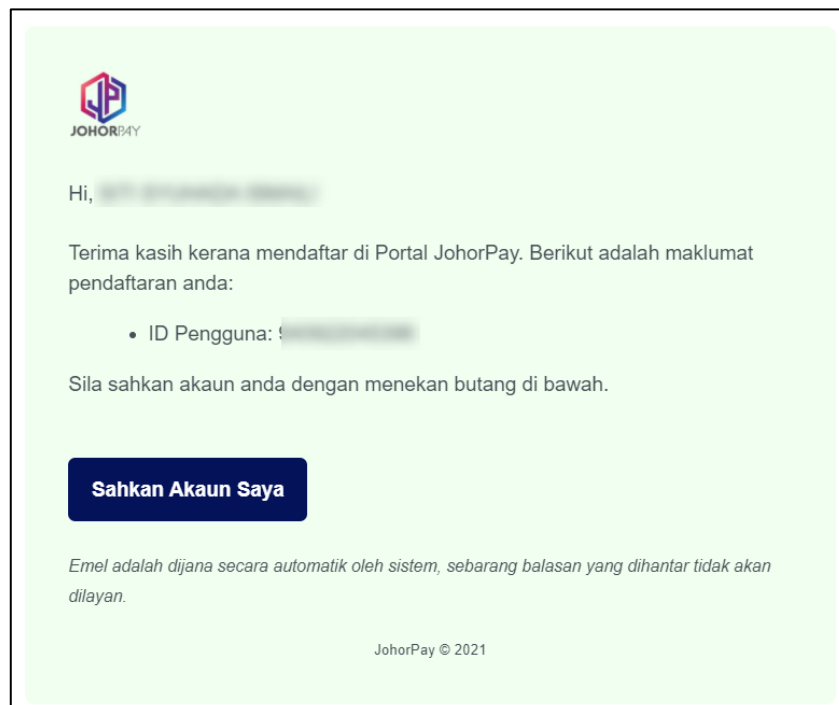 JP
JOHORPAY
Hi,
Terima kasih kerana mendaftar di Portal JohorPay. Berikut adalah maklumat
pendaftaran anda:
• ID Pengguna:
Sila sahkan akaun anda dengan menekan butang di bawah.
Sahkan Akaun Saya
Emel adalah dijana secara automatik oleh sistem, sebarang balasan yang dihantar tidak akan
dilayan.
JohorPay © 2021